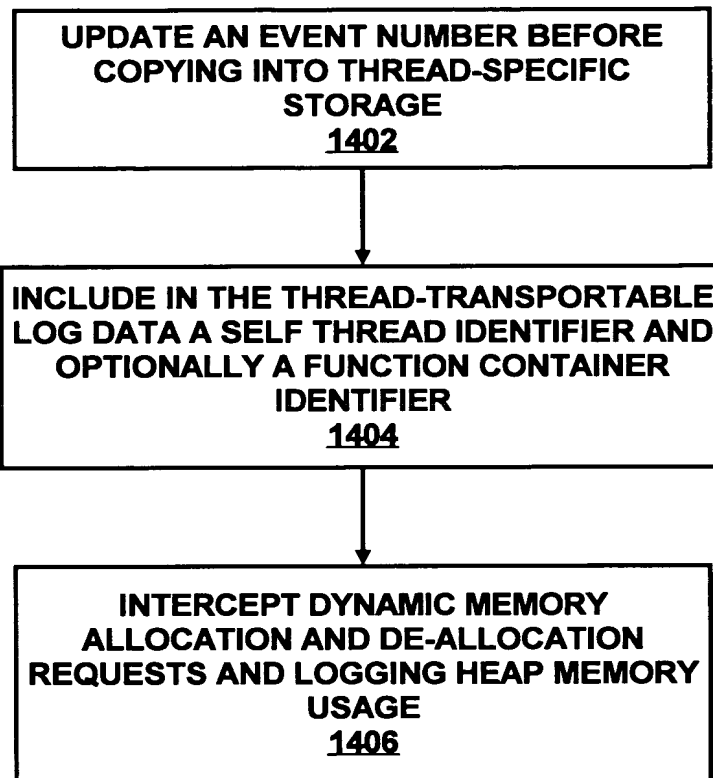 UPDATE AN EVENT NUMBER BEFORE
COPYING INTO THREAD-SPECIFIC
STORAGE
1402
INCLUDE IN THE THREAD-TRANSPORTABLE
LOG DATA A SELF THREAD IDENTIFIER AND
OPTIONALLY A FUNCTION CONTAINER
IDENTIFIER
1404
INTERCEPT DYNAMIC MEMORY
ALLOCATION AND DE-ALLOCATION
REQUESTS AND LOGGING HEAP MEMORY
USAGE
1406